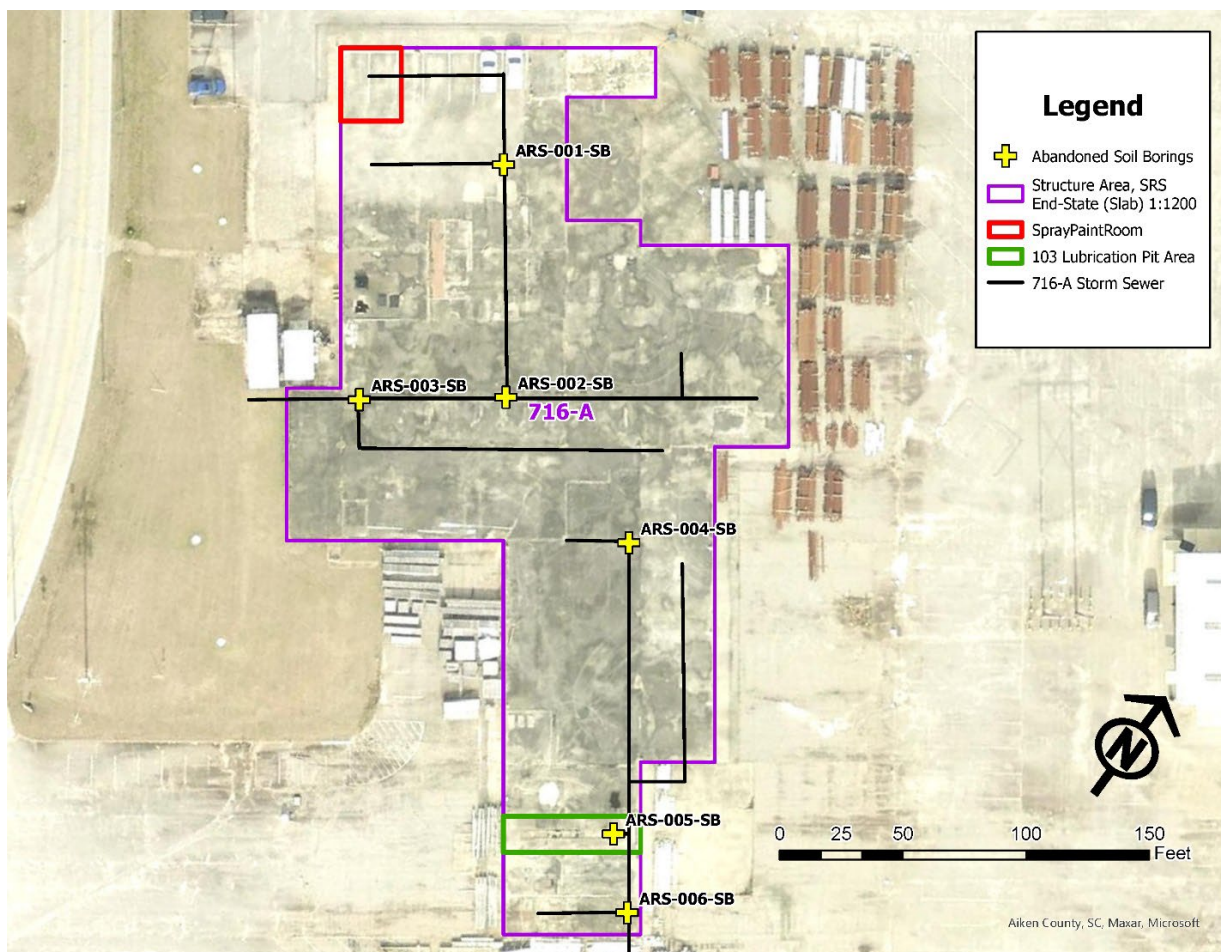 Legend
Abandoned Soil Borings
Structure Area, SRS
End-State (Slab) 1:1200
SprayPaintRoom
103 Lubrication Pit Area
716-A Storm Sewer
ARS-001-SB
ARS-003-SB
ARS-002-SB
716-A
ARS-004-SB
ARS-005-SB
ARS-006-SB
N
0 25 50 100 150
Feet
Aiken County, SC, Maxar, Microsoft